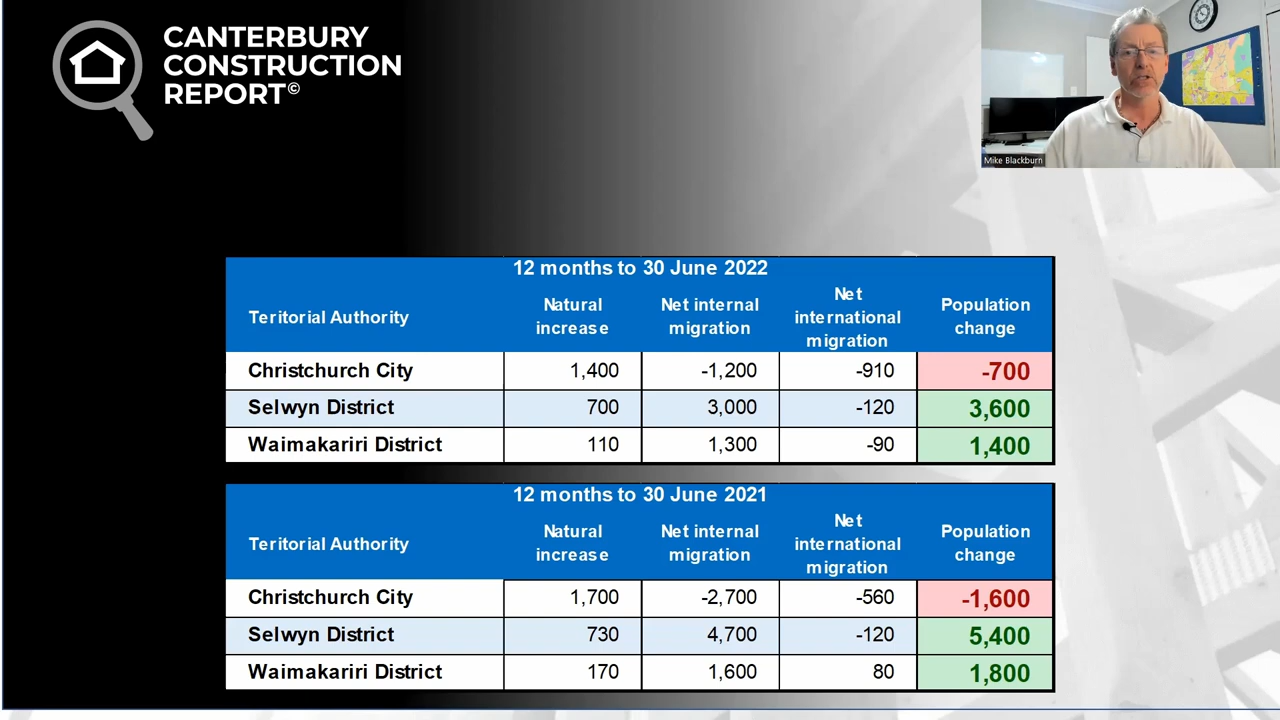 CANTERBURY
CONSTRUCTION
REPORT©
Mike Blackburn
12 months to 30 June 2022
Teritorial Authority Natural increase Net internal migration Net international migration Population change
Christchurch City 1,400 -1,200 -910 -700
Selwyn District 700 3,000 -120 3,600
Waimakariri District 110 1,300 -90 1,400
12 months to 30 June 2021
Teritorial Authority Natural increase Net internal migration Net international migration Population change
Christchurch City 1,700 -2,700 -560 -1,600
Selwyn District 730 4,700 -120 5,400
Waimakariri District 170 1,600 80 1,800